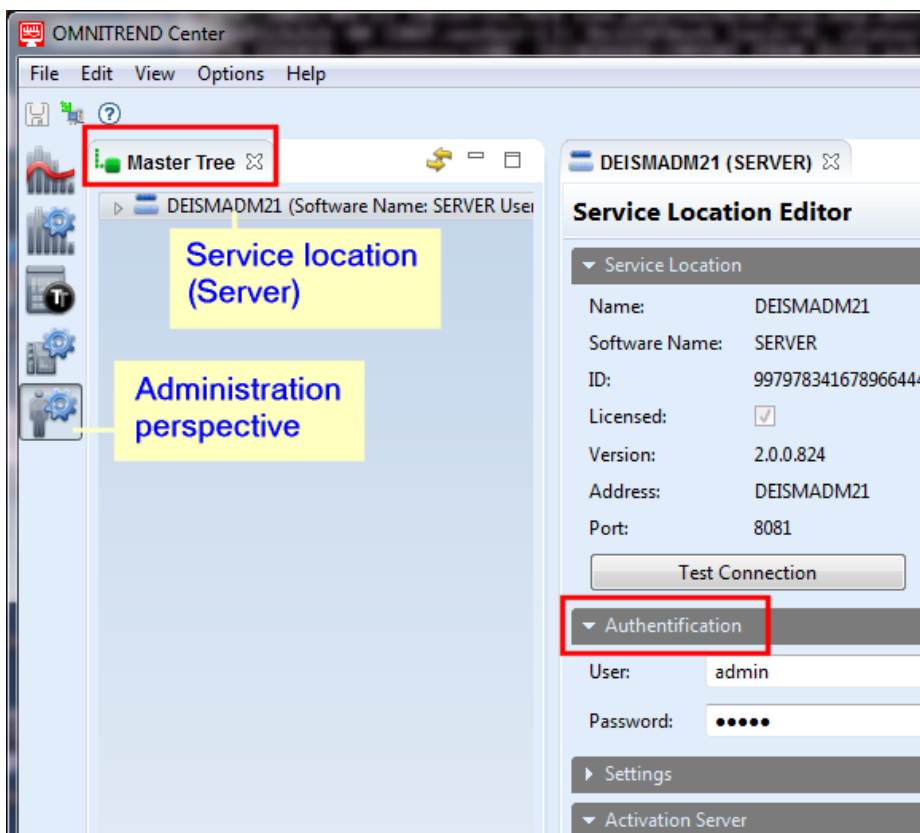 OMNITREND Center
File Edit View Options Help
Master Tree
DEISMADM21 (SERVER)
DEISMADM21 (Software Name: SERVER User
Service location
(Server)
Administration
perspective
Service Location Editor
Service Location
Name: DEISMADM21
Software Name: SERVER
ID: 99797834167896644
Licensed:
Version: 2.0.0.824
Address: DEISMADM21
Port: 8081
Test Connection
Authentification
User: admin
Password: •••••
Settings
Activation Server